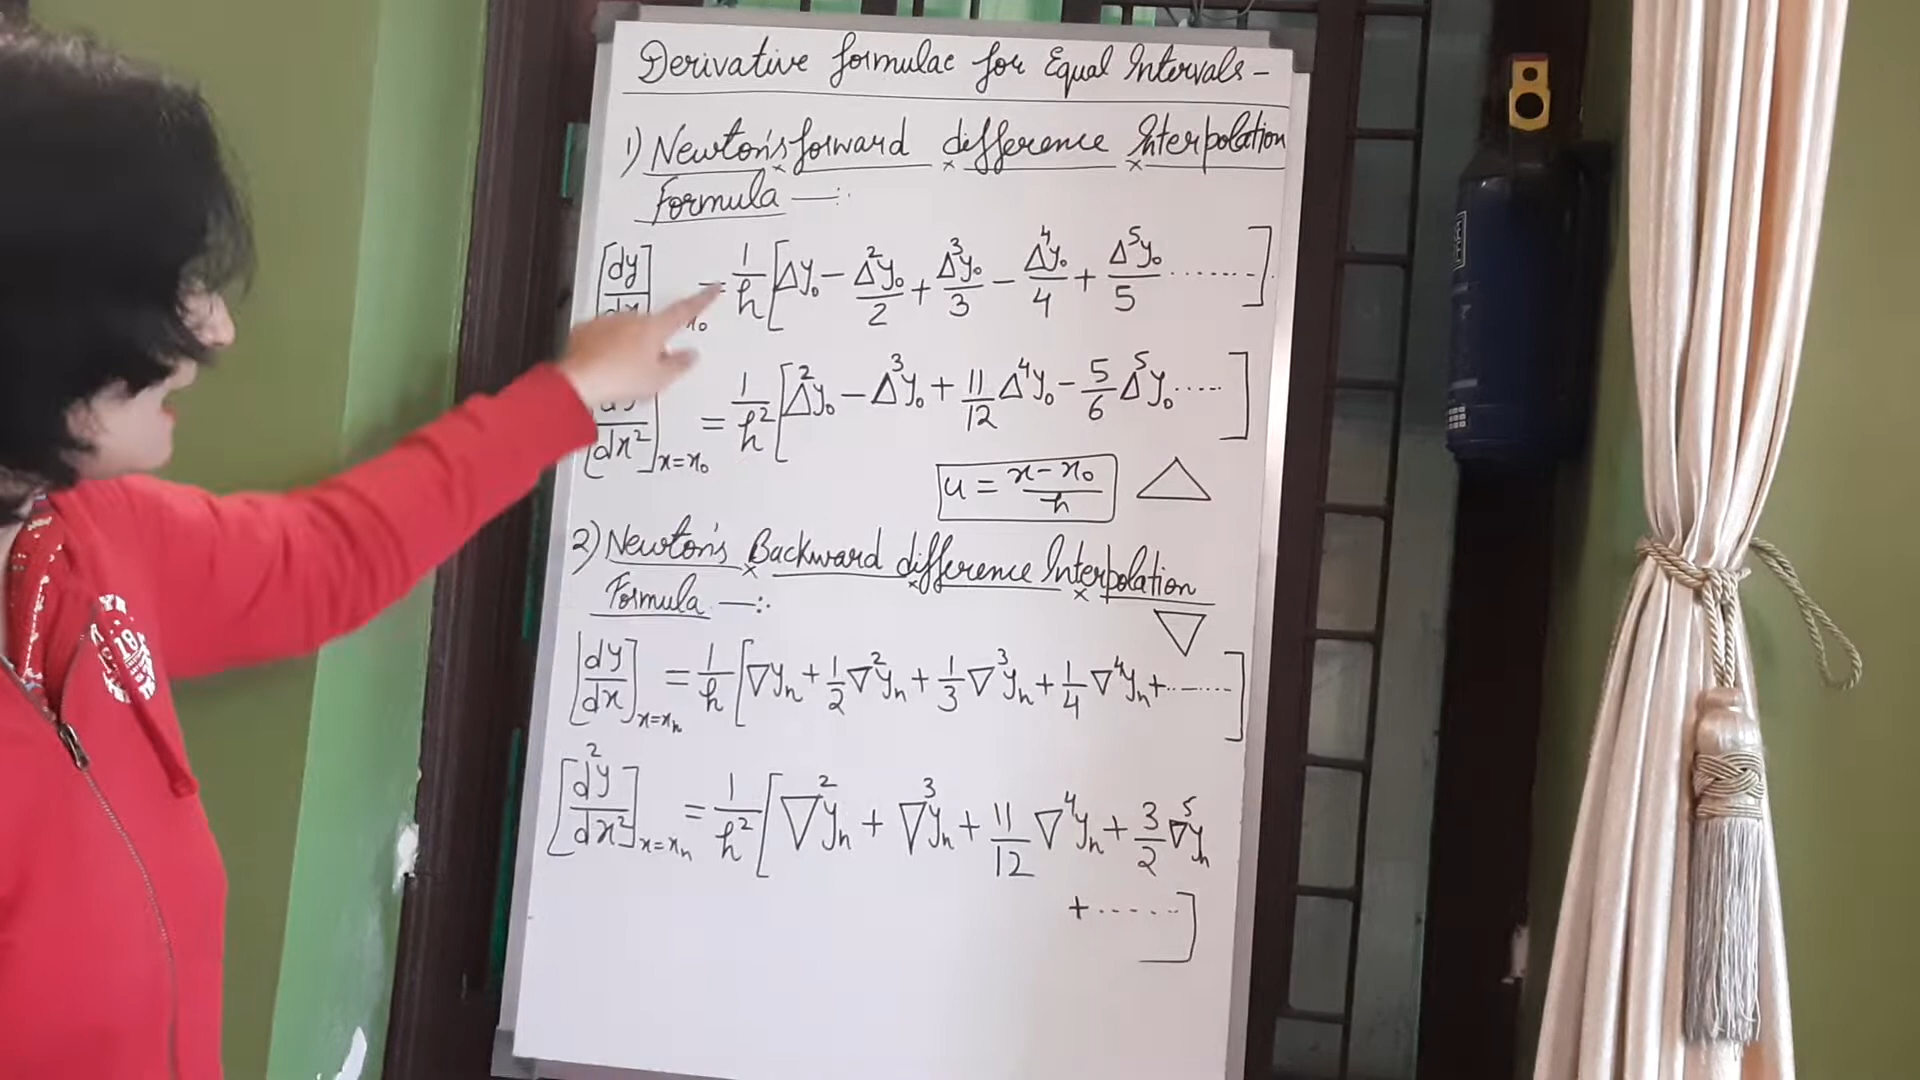 Derivative formulae for Equal Intervals -
1) Newton's forward difference Interpolation
Formula —:
[dy/dx] x₀ = 1/h [Δy₀ - Δ²y₀/2 + Δ³y₀/3 - Δ⁴y₀/4 + Δ⁵y₀/5 ........]
[dy/dx²]x=x₀ = 1/h² [Δ²y₀ - Δ³y₀ + 11/12 Δ⁴y₀ - 5/6 Δ⁵y₀ .....]
u = x-x₀/h △
2) Newton's Backward difference Interpolation
Formula —:
▽
[dy/dx]x=xₙ = 1/h [∇yₙ + 1/2 ∇²yₙ + 1/3 ∇³yₙ + 1/4 ∇⁴yₙ + ........]
[d²y/dx²]x=xₙ = 1/h² [∇²yₙ + ∇³yₙ + 11/12 ∇⁴yₙ + 3/2 ∇⁵yₙ
+ ......]